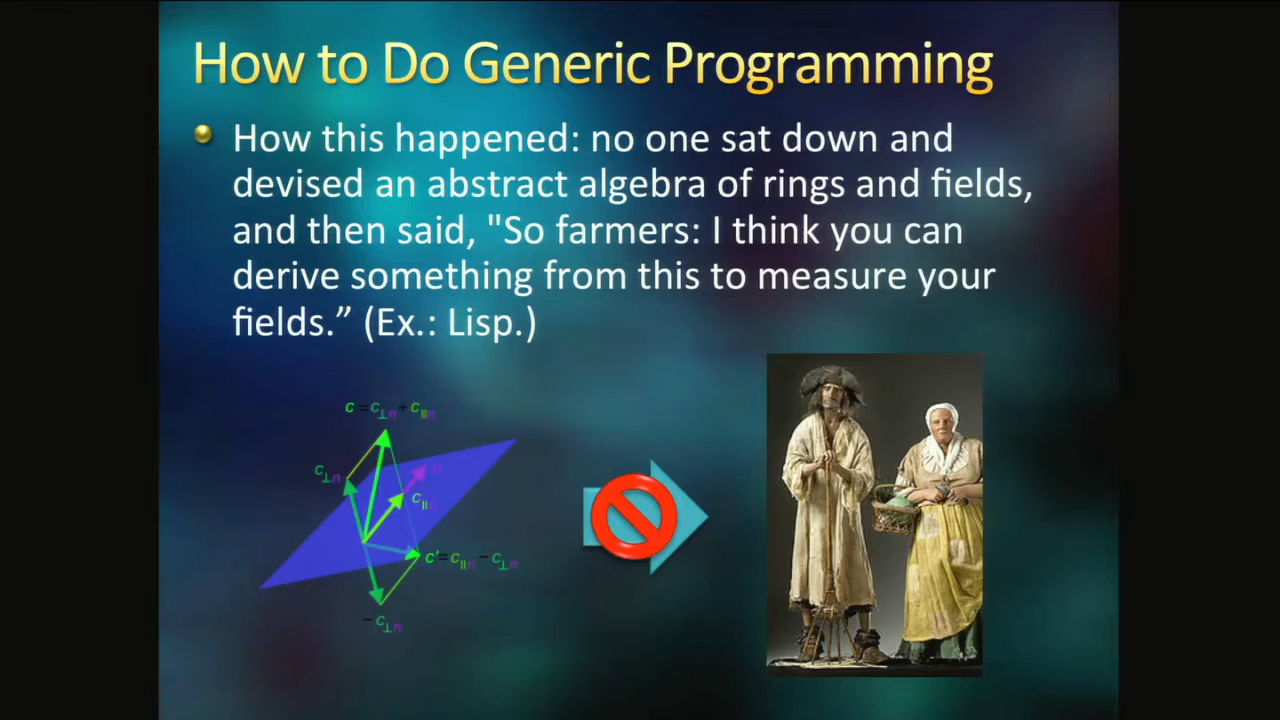 How to Do Generic Programming
How this happened: no one sat down and
devised an abstract algebra of rings and fields,
and then said, "So farmers: I think you can
derive something from this to measure your
fields.” (Ex.: Lisp.)
c=c⊥n+c∥n
c⊥n
n
c∥n
c'=c∥n−c⊥n
−c⊥n